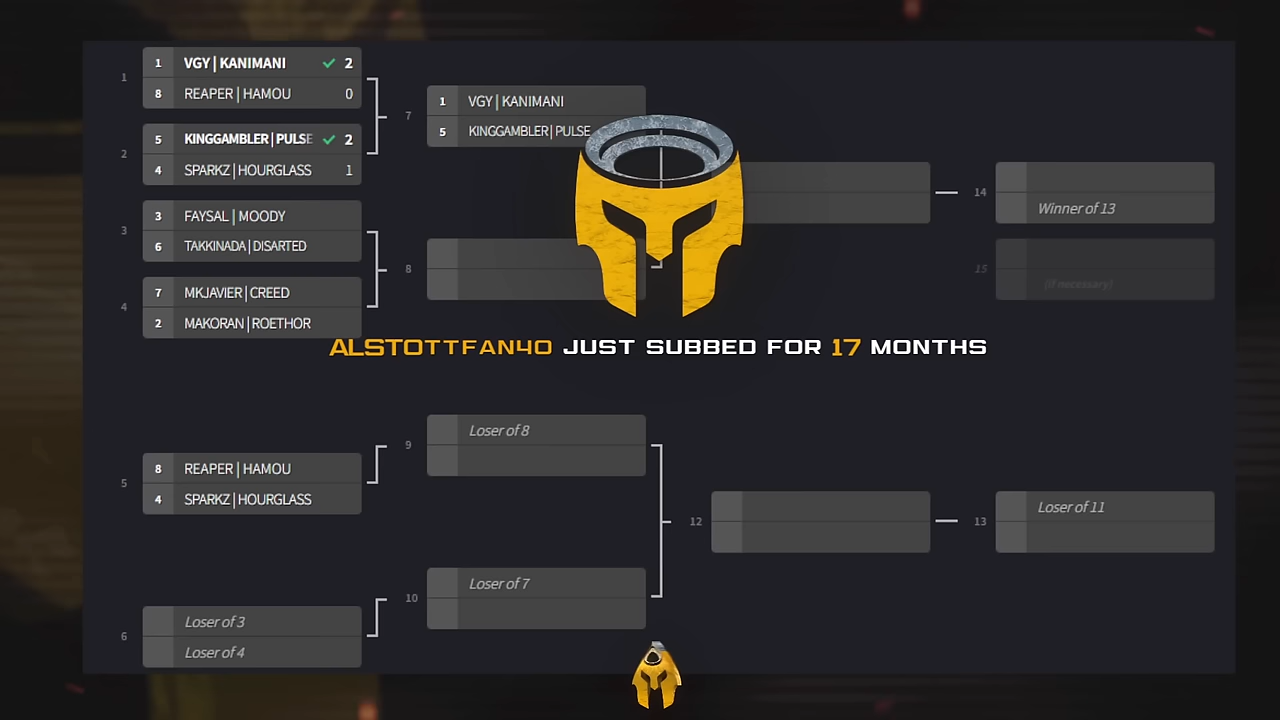 1
1 VGY | KANIMANI 2
8 REAPER | HAMOU 0
2
5 KINGGAMBLER | PULSE 2
4 SPARKZ | HOURGLASS 1
3
3 FAYSAL | MOODY
6 TAKKINADA | DISARTED
4
7 MKJAVIER | CREED
2 MAKORAN | ROETHOR
7
1 VGY | KANIMANI
5 KINGGAMBLER | PULSE
8
14
Winner of 13
15
(if necessary)
ALSTOTTFAN40 JUST SUBBED FOR 17 MONTHS
5
8 REAPER | HAMOU
4 SPARKZ | HOURGLASS
6
Loser of 3
Loser of 4
9
Loser of 8
10
Loser of 7
12
13
Loser of 11